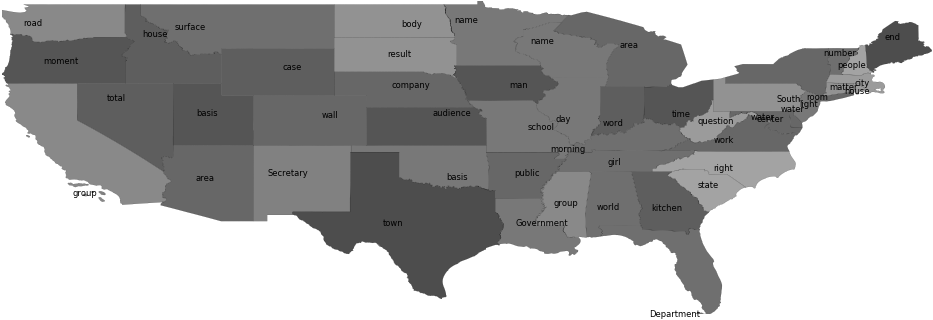 road
surface
house
body
name
name
area
end
number
people
moment
case
result
company
man
city
matter
house
total
basis
wall
audience
school
day
word
time
question
South
room
water
water
center
work
morning
girl
right
area
Secretary
basis
public
state
group
group
world
kitchen
town
Government
Department